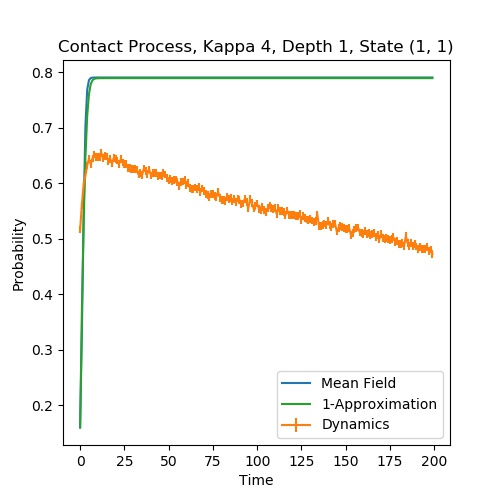 Contact Process, Kappa 4, Depth 1, State (1, 1)
0.8
0.7
0.6
0.5
0.4
0.3
0.2
Probability
Mean Field
1-Approximation
Dynamics
0 25 50 75 100 125 150 175 200
Time